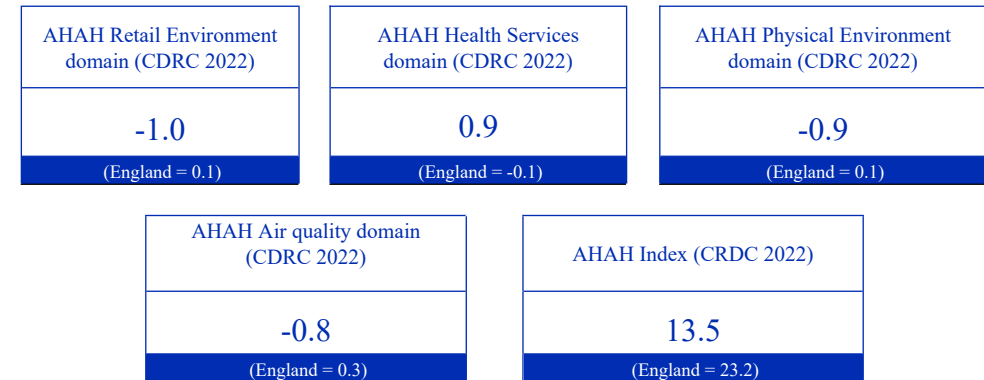 AHAH Retail Environment
domain (CDRC 2022)
-1.0
(England = 0.1)
AHAH Health Services
domain (CDRC 2022)
0.9
(England = -0.1)
AHAH Physical Environment
domain (CDRC 2022)
-0.9
(England = 0.1)
AHAH Air quality domain
(CDRC 2022)
-0.8
(England = 0.3)
AHAH Index (CRDC 2022)
13.5
(England = 23.2)